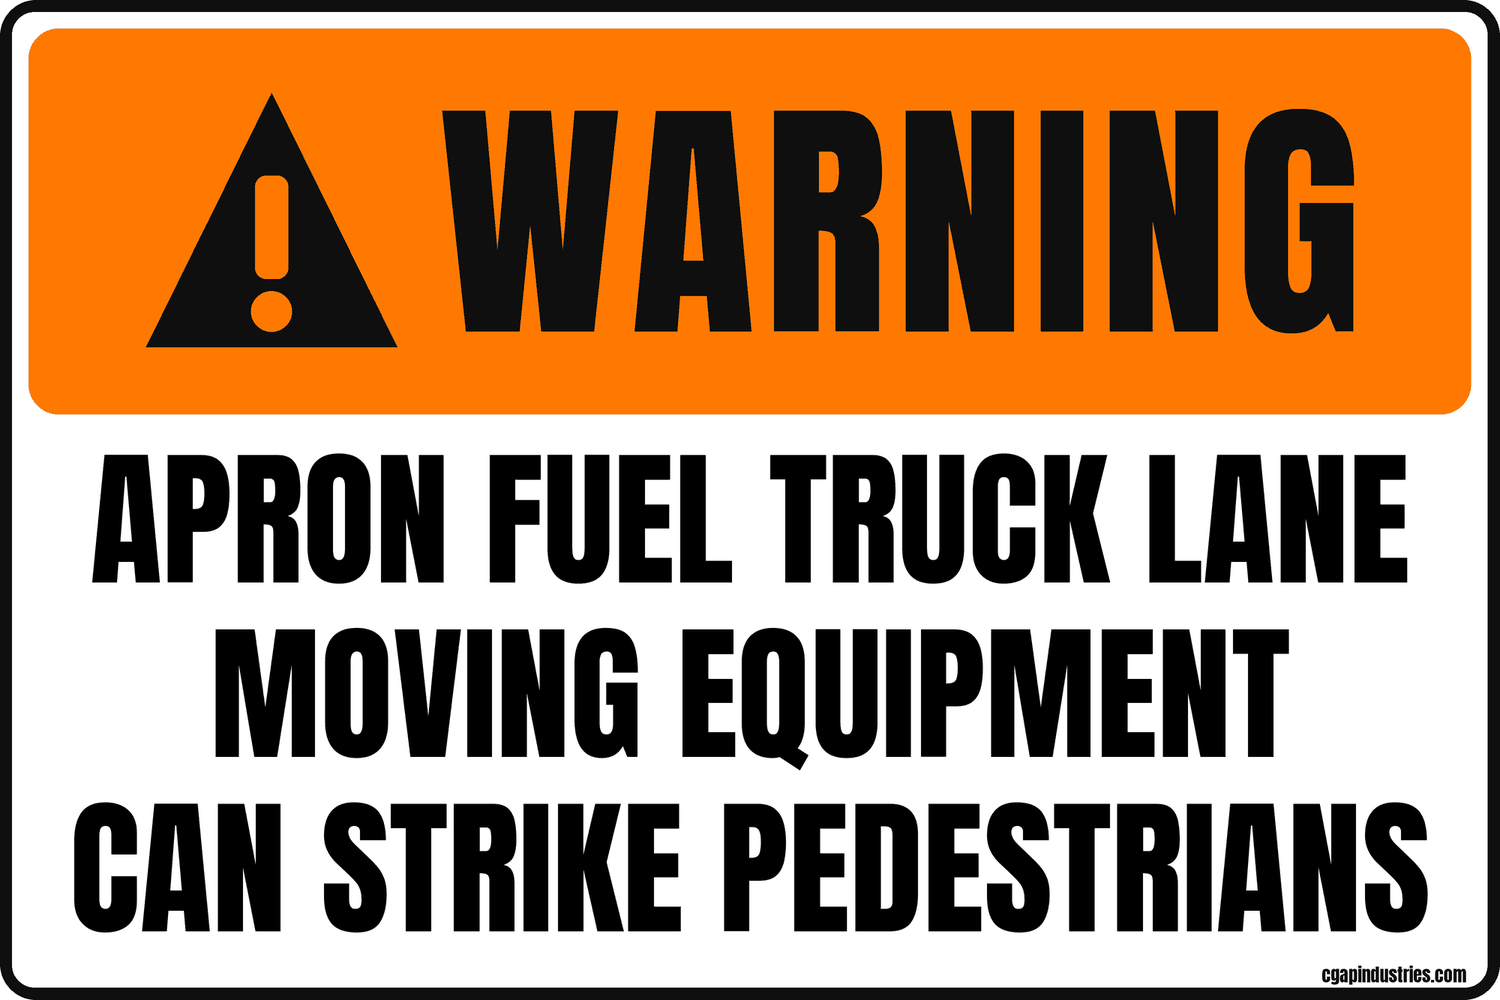 WARNING
APRON FUEL TRUCK LANE
MOVING EQUIPMENT
CAN STRIKE PEDESTRIANS
cgapindustries.com